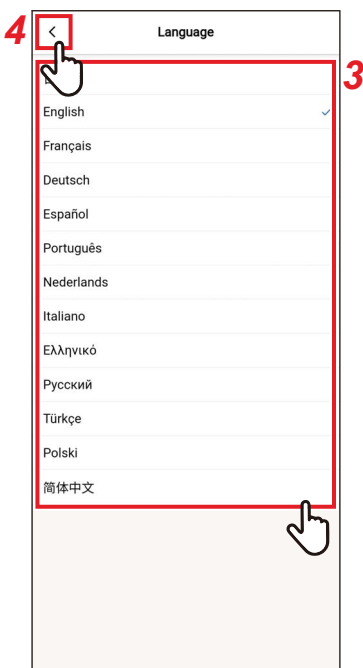 4
Language
3
English
Français
Deutsch
Español
Português
Nederlands
Italiano
Ελληνικό
Русский
Türkçe
Polski
简体中文